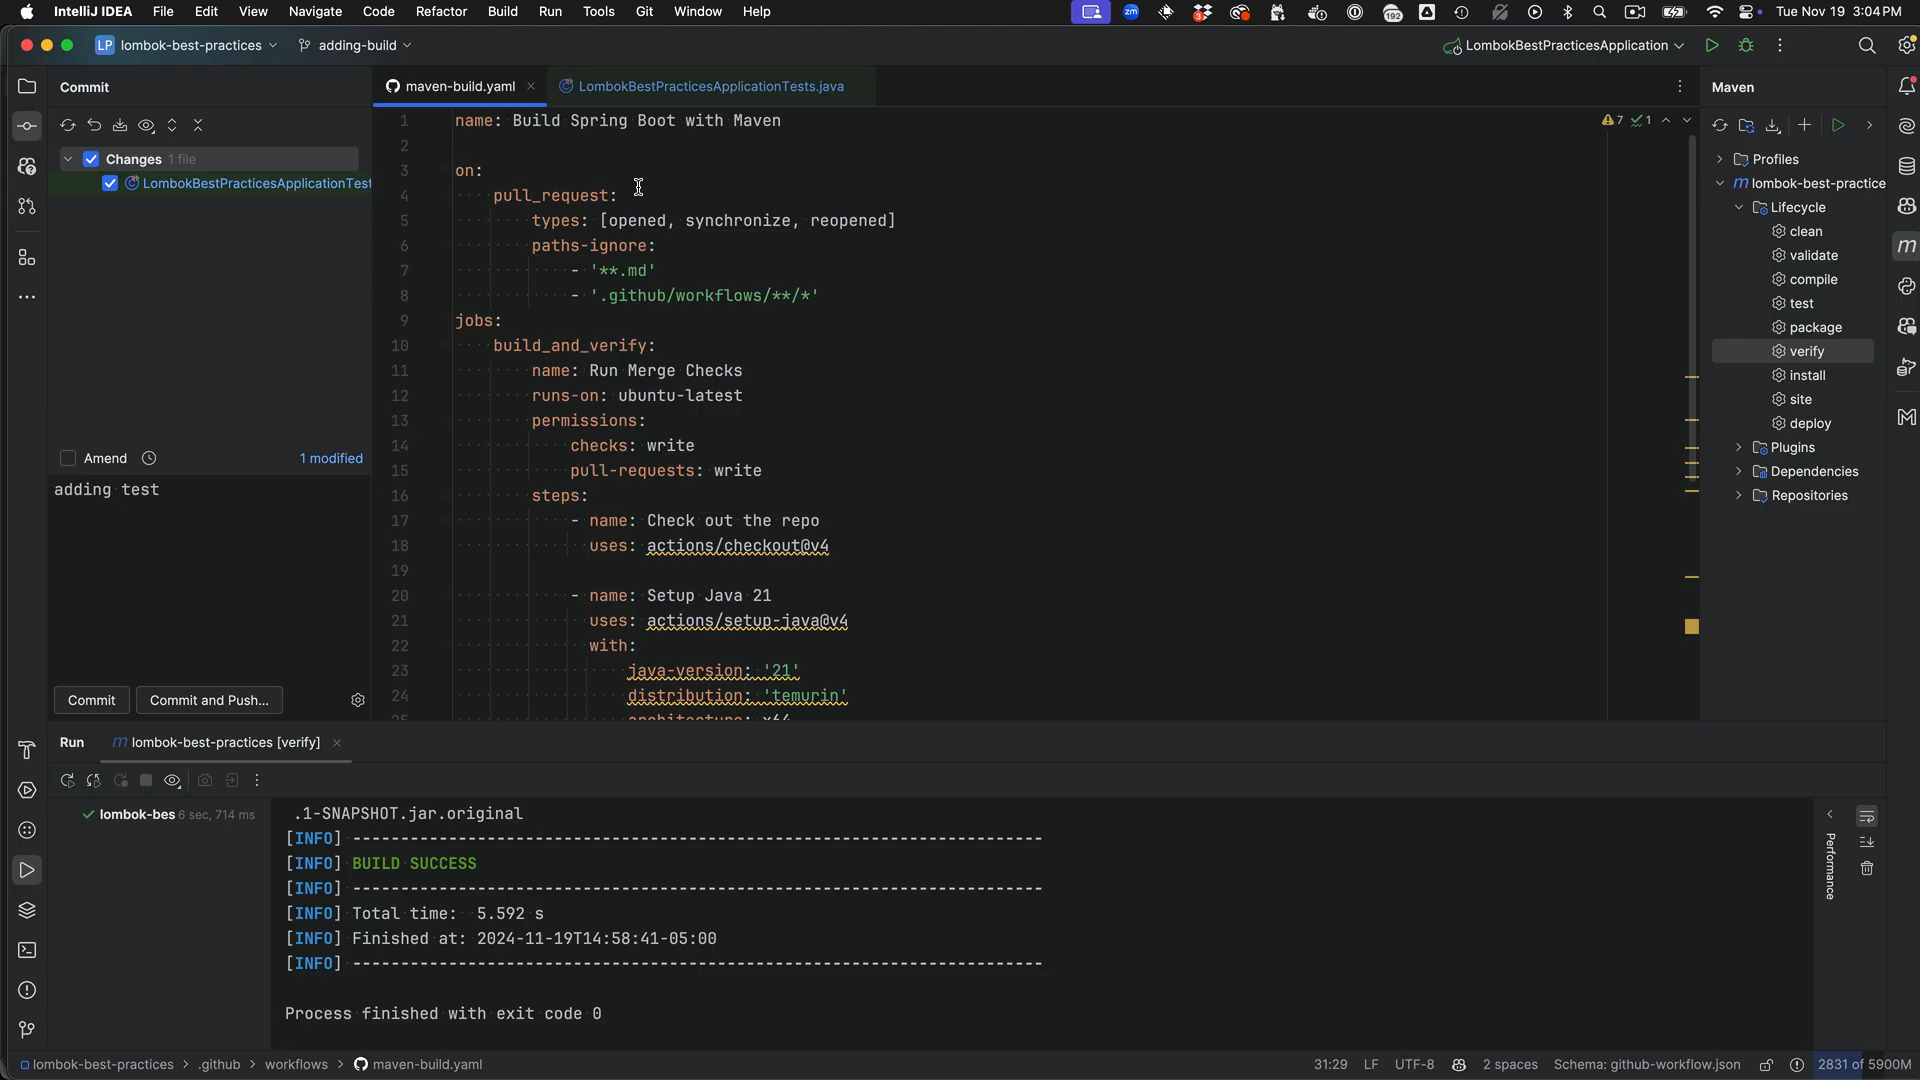 IntelliJ IDEA File Edit View Navigate Code Refactor Build Run Tools Git Window Help zm 3 192 Tue Nov 19 3:04 PM
LP lombok-best-practices adding-build LombokBestPracticesApplication
Commit
Changes 1 file
LombokBestPracticesApplicationTest
Amend 1 modified
adding test
Commit Commit and Push...
maven-build.yaml LombokBestPracticesApplicationTests.java
7 1
1 name: Build Spring Boot with Maven
2
3 on:
4 pull_request:
5 types: [opened, synchronize, reopened]
6 paths-ignore:
7 - '**.md'
8 - '.github/workflows/**/*'
9 jobs:
10 build_and_verify:
11 name: Run Merge Checks
12 runs-on: ubuntu-latest
13 permissions:
14 checks: write
15 pull-requests: write
16 steps:
17 - name: Check out the repo
18 uses: actions/checkout@v4
19
20 - name: Setup Java 21
21 uses: actions/setup-java@v4
22 with:
23 java-version: '21'
24 distribution: 'temurin'
25 architecture: x64
Maven
Profiles
m lombok-best-practice
Lifecycle
clean
validate
compile
test
package
verify
install
site
deploy
Plugins
Dependencies
Repositories
Run m lombok-best-practices [verify]
lombok-bes 6 sec, 714 ms
.1-SNAPSHOT.jar.original
[INFO] ------------------------------------------------------------------------
[INFO] BUILD SUCCESS
[INFO] ------------------------------------------------------------------------
[INFO] Total time:  5.592 s
[INFO] Finished at: 2024-11-19T14:58:41-05:00
[INFO] ------------------------------------------------------------------------
Process finished with exit code 0
Performance
lombok-best-practices > .github > workflows > maven-build.yaml 31:29 LF UTF-8 2 spaces Schema: github-workflow.json 2831 of 5900M